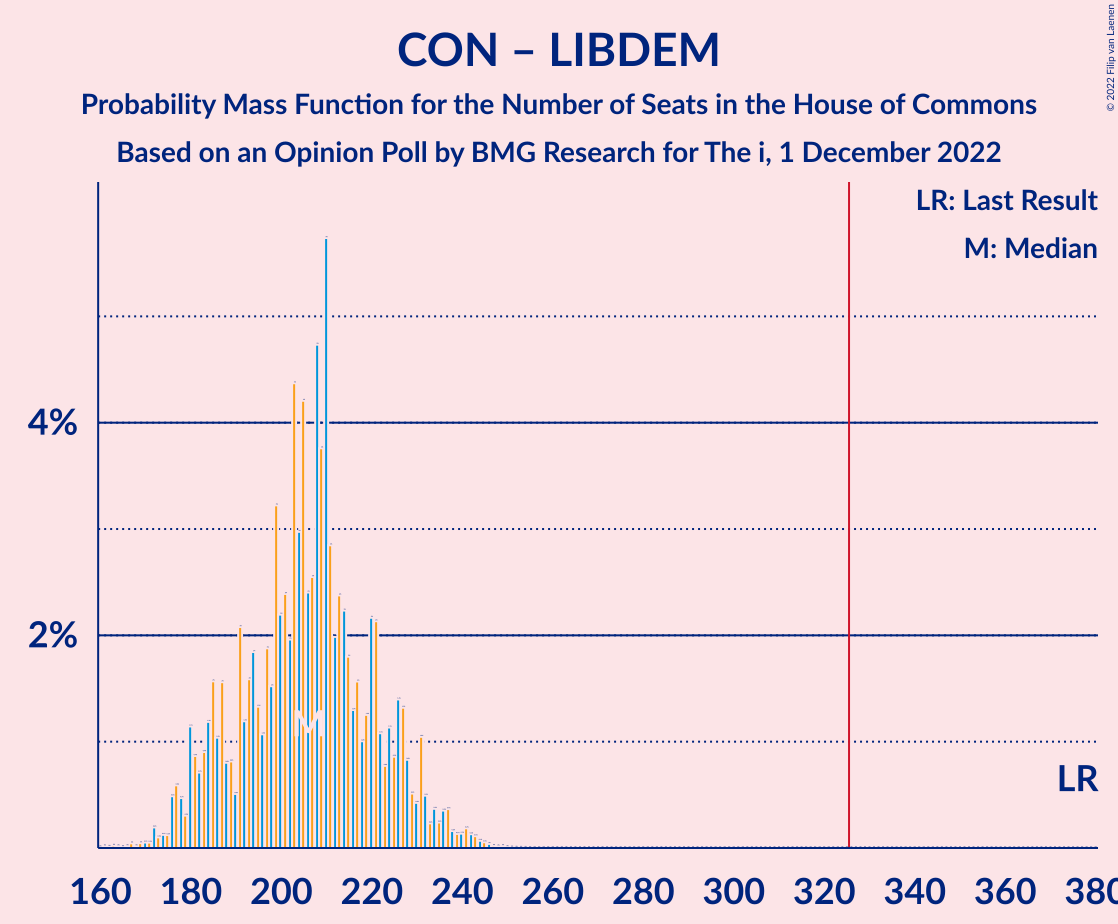 CON – LIBDEM
Probability Mass Function for the Number of Seats in the House of Commons
Based on an Opinion Poll by BMG Research for The i, 1 December 2022
© 2022 Filip van Laenen
LR: Last Result
M: Median
4%
2%
M
LR
160 180 200 220 240 260 280 300 320 340 360 380